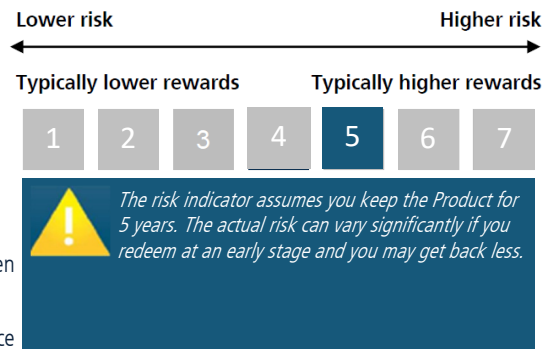 Lower risk Higher risk
Typically lower rewards Typically higher rewards
1 2 3 4 5 6 7
The risk indicator assumes you keep the Product for
5 years. The actual risk can vary significantly if you
redeem at an early stage and you may get back less.